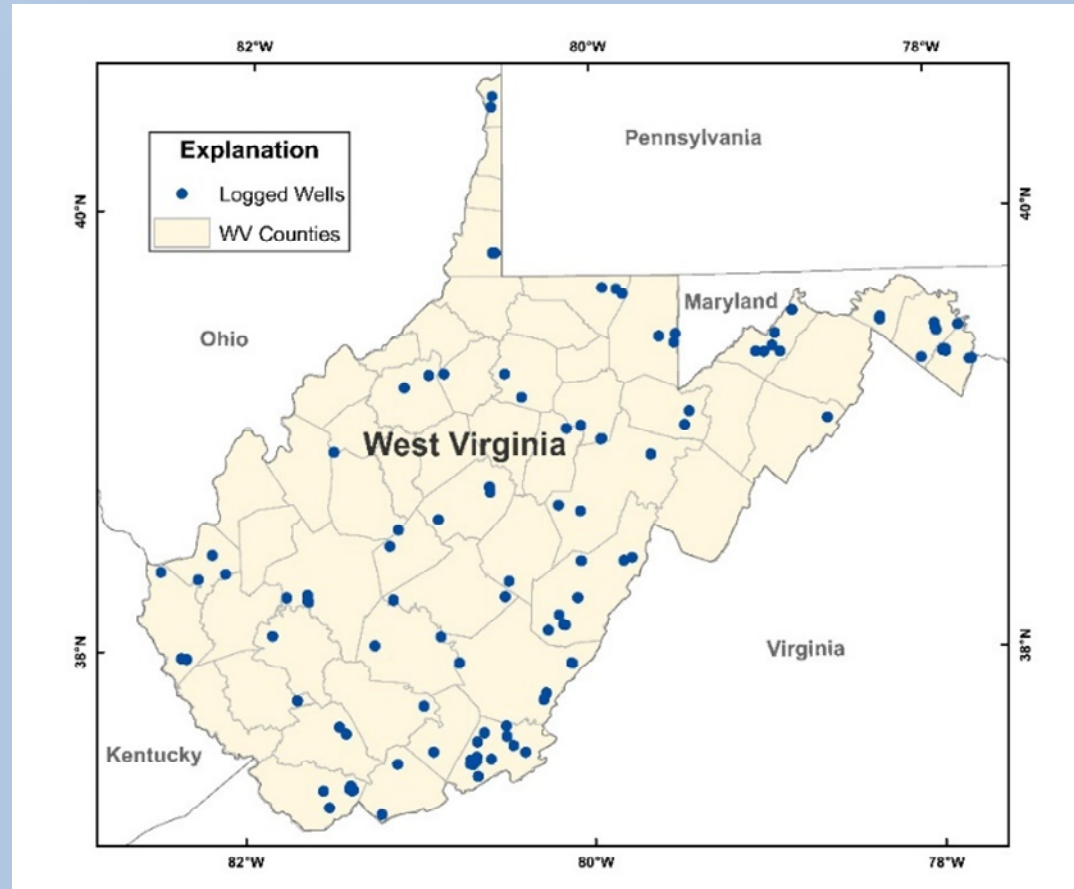 82°W 80°W 78°W
Pennsylvania
Explanation
Logged Wells
WV Counties
40°N 40°N
Maryland
Ohio
West Virginia
38°N 38°N
Virginia
Kentucky
82°W 80°W 78°W